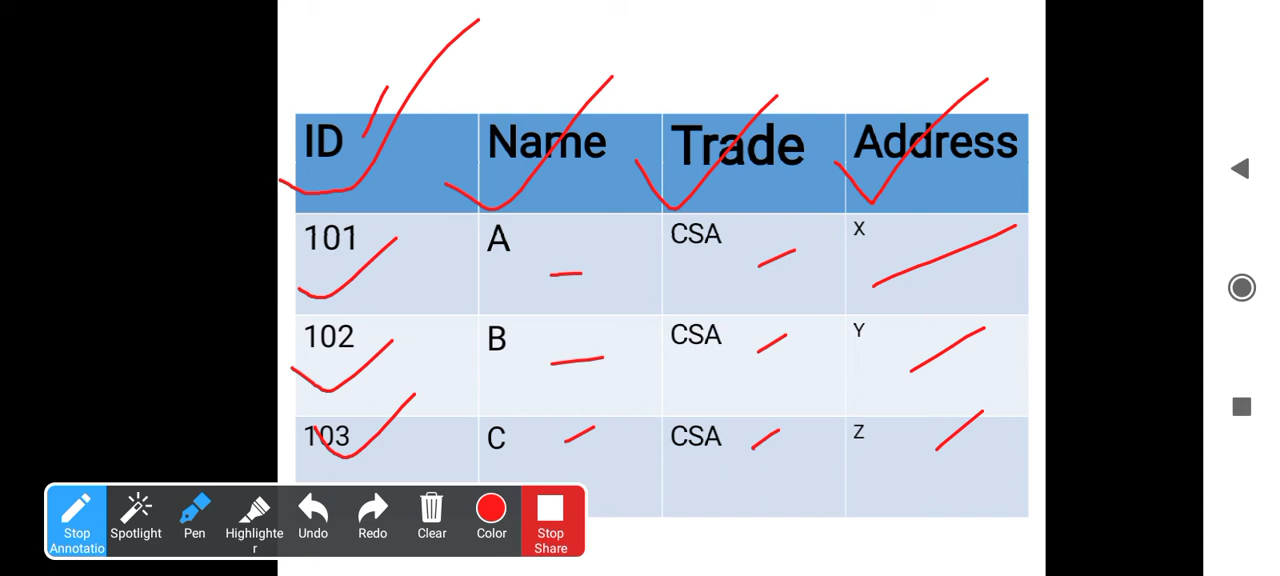 ID Name Trade Address
101 A CSA X
102 B CSA Y
103 C CSA Z
Stop Annotatio Spotlight Pen Highlighte r Undo Redo Clear Color Stop Share